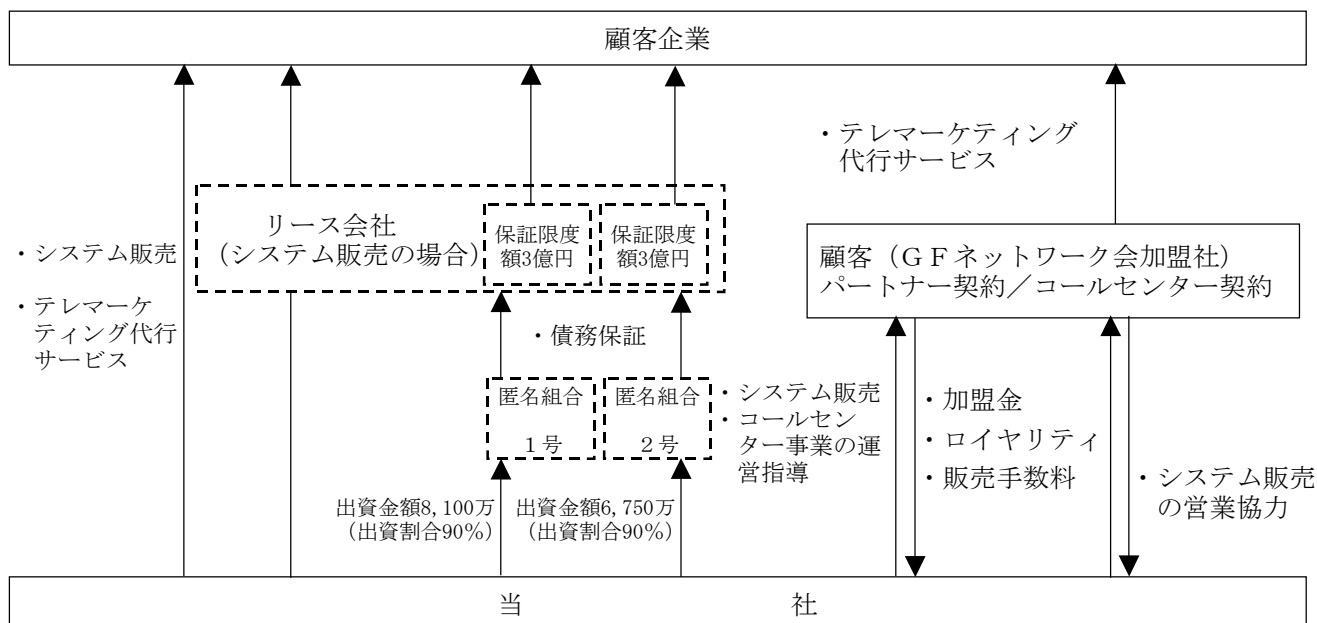 顧客企業
・テレマーケティング
代行サービス
リース会社
（システム販売の場合）
保証限度
額3億円
保証限度
額3億円
・システム販売
・テレマーケ
ティング代行
サービス
顧客（ＧＦネットワーク会加盟社）
パートナー契約／コールセンター契約
・債務保証
匿名組合
１号
匿名組合
２号
・システム販売
・コールセン
ター事業の運
営指導
・加盟金
・ロイヤリティ
・販売手数料
・システム販売
の営業協力
出資金額8,100万
（出資割合90％）
出資金額6,750万
（出資割合90％）
当社